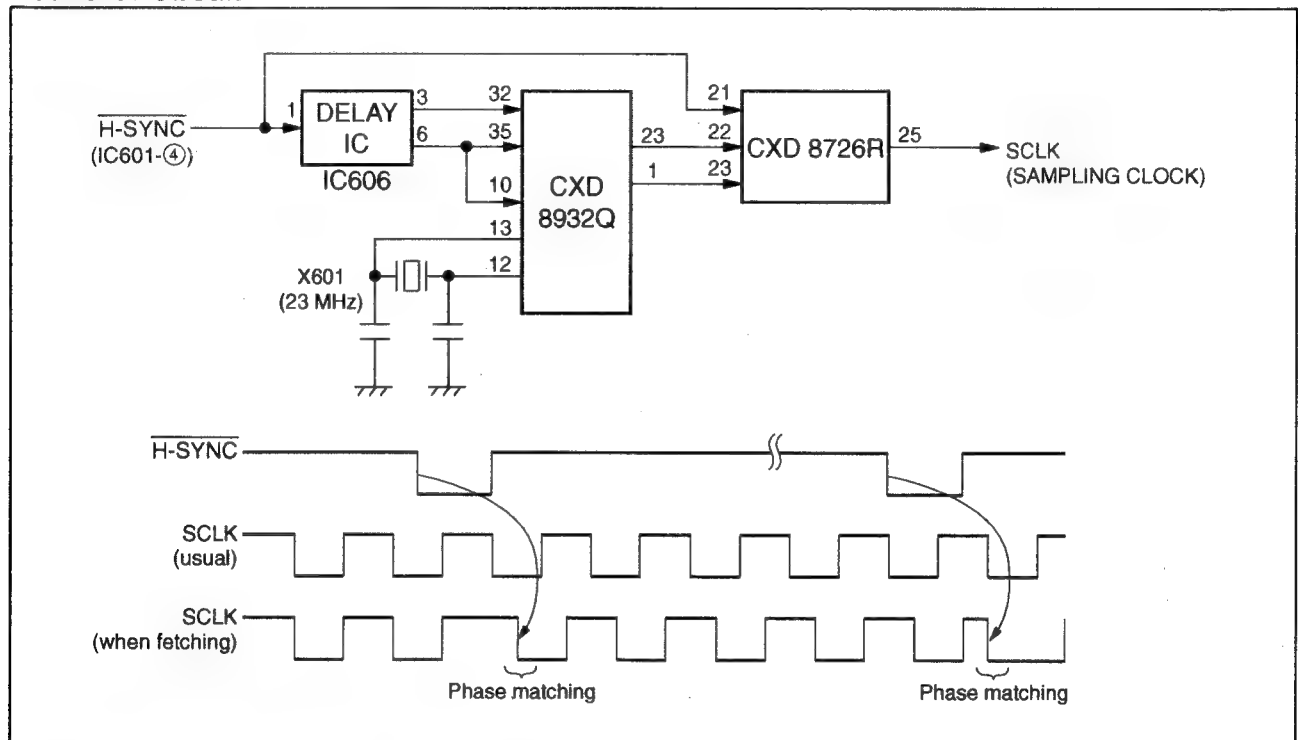 1
DELAY
IC
IC606
3
6
H-SYNC
(IC601-④)
32
35
10
13
12
CXD
8932Q
23
1
21
22
23
CXD 8726R
25
SCLK
(SAMPLING CLOCK)
X601
(23 MHz)
H-SYNC
SCLK
(usual)
SCLK
(when fetching)
Phase matching
Phase matching